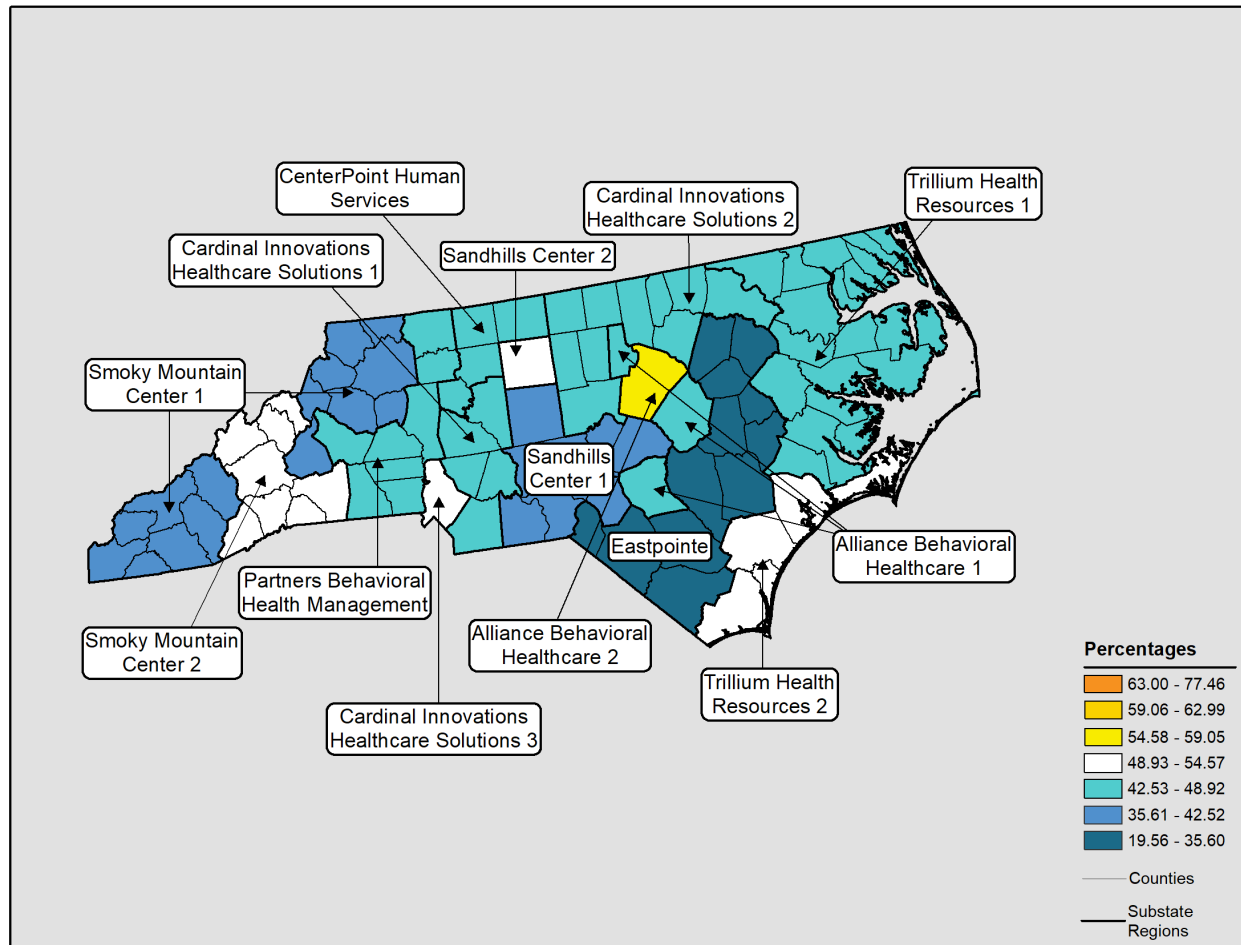 CenterPoint Human
Services
Cardinal Innovations
Healthcare Solutions 2
Trillium Health
Resources 1
Cardinal Innovations
Healthcare Solutions 1
Sandhills Center 2
Smoky Mountain
Center 1
Sandhills
Center 1
Eastpointe
Alliance Behavioral
Healthcare 1
Partners Behavioral
Health Management
Smoky Mountain
Center 2
Alliance Behavioral
Healthcare 2
Trillium Health
Resources 2
Cardinal Innovations
Healthcare Solutions 3
Percentages
63.00 - 77.46
59.06 - 62.99
54.58 - 59.05
48.93 - 54.57
42.53 - 48.92
35.61 - 42.52
19.56 - 35.60
Counties
Substate
Regions